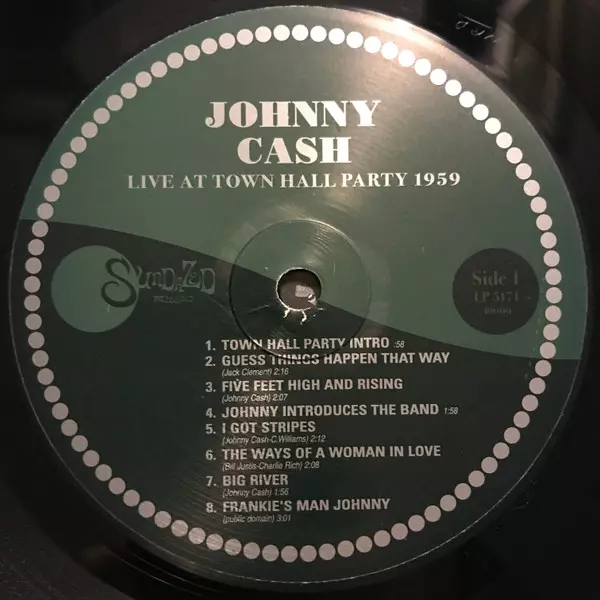 JOHNNY
CASH
LIVE AT TOWN HALL PARTY 1959
SUNDAZED
MUSIC
Side 1
LP 5171
1. TOWN HALL PARTY INTRO :58
2. GUESS THINGS HAPPEN THAT WAY
(Jack Clement) 2:16
3. FIVE FEET HIGH AND RISING
(Johnny Cash) 2:07
4. JOHNNY INTRODUCES THE BAND 1:58
5. I GOT STRIPES
(Johnny Cash-C.Williams) 2:12
6. THE WAYS OF A WOMAN IN LOVE
(Bill Justis-Charlie Rich) 2:08
7. BIG RIVER
(Johnny Cash) 1:56
8. FRANKIE'S MAN JOHNNY
(public domain) 3:01